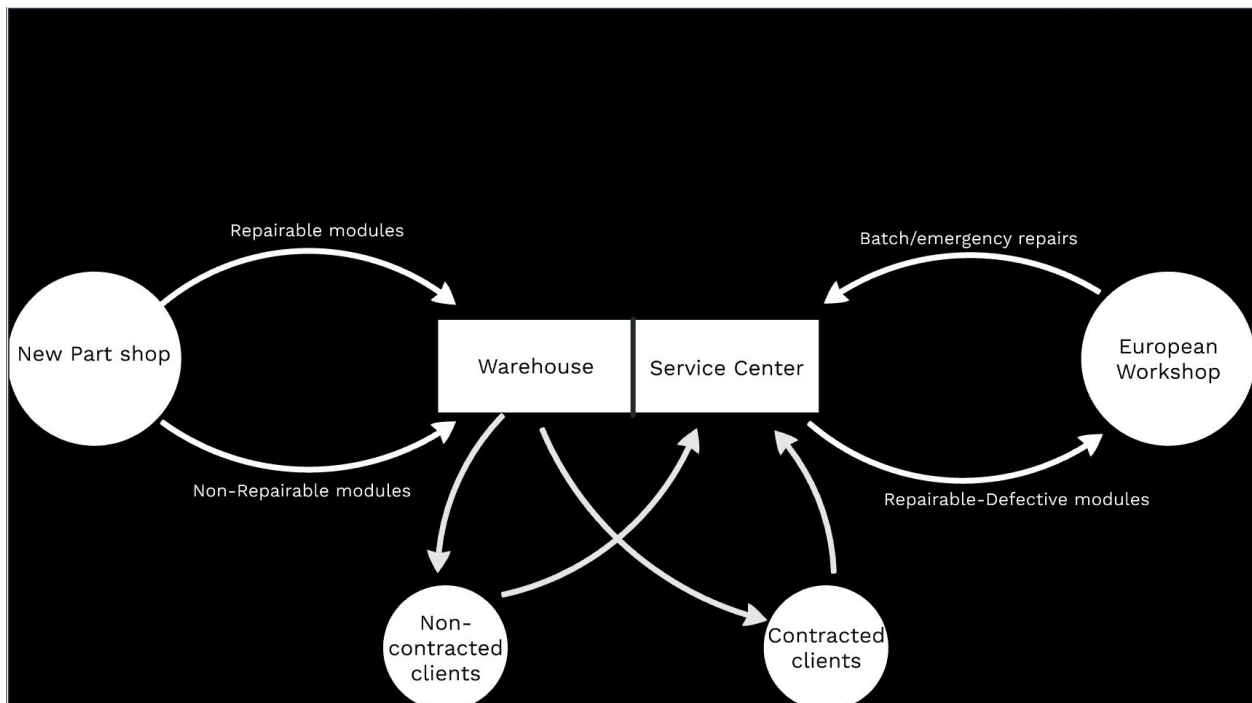 Repairable modules
Batch/emergency repairs
New Part shop
Warehouse
Service Center
European
Workshop
Non-Repairable modules
Repairable-Defective modules
Non-
contracted
clients
Contracted
clients